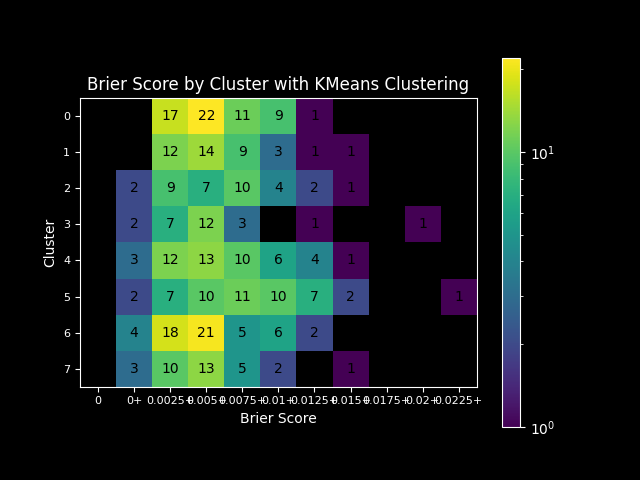 Brier Score by Cluster with KMeans Clustering
0 17 22 11 9 1
1 12 14 9 3 1 1
2 2 9 7 10 4 2 1
3 2 7 12 3 1 1
4 3 12 13 10 6 4 1
5 2 7 10 11 10 7 2 1
6 4 18 21 5 6 2
7 3 10 13 5 2 1
Cluster
0 0+ 0.0025+ 0.005+ 0.0075+ 0.01+ 0.0125+ 0.015+ 0.0175+ 0.02+ 0.0225+
Brier Score
10¹
10⁰